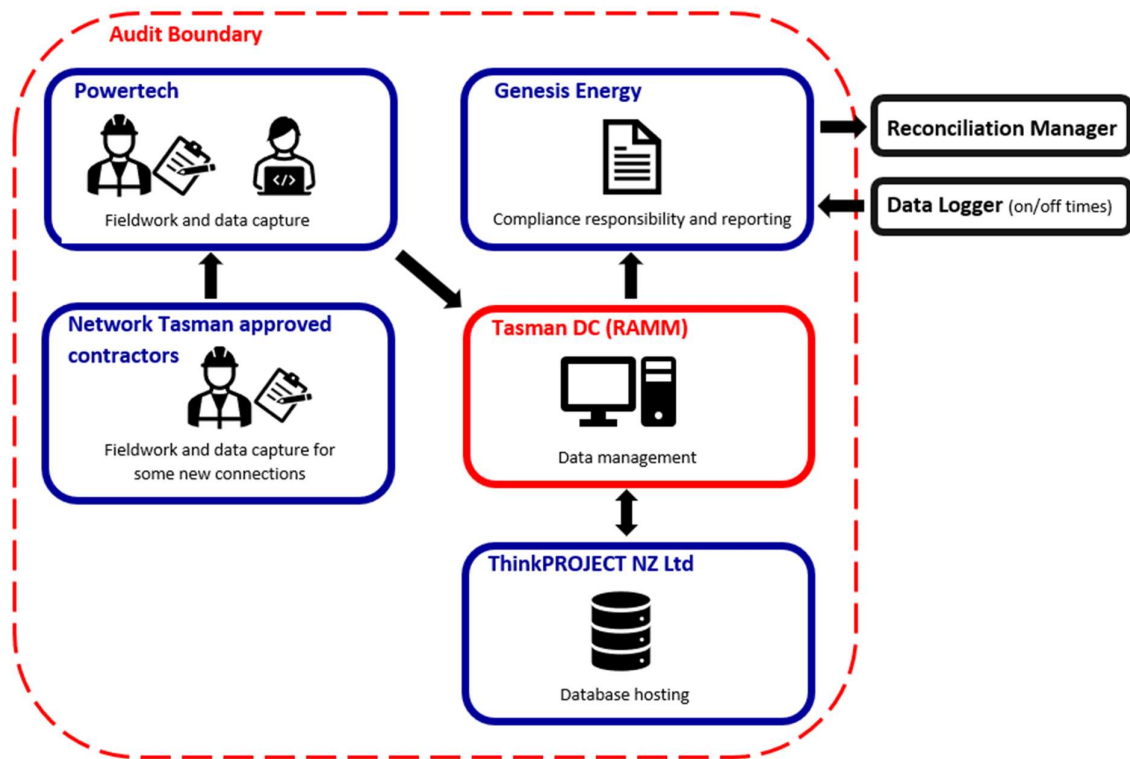 Audit Boundary
Powertech
</>
Fieldwork and data capture
Genesis Energy
Compliance responsibility and reporting
Reconciliation Manager
Data Logger (on/off times)
Network Tasman approved
contractors
Fieldwork and data capture for
some new connections
Tasman DC (RAMM)
Data management
ThinkPROJECT NZ Ltd
Database hosting